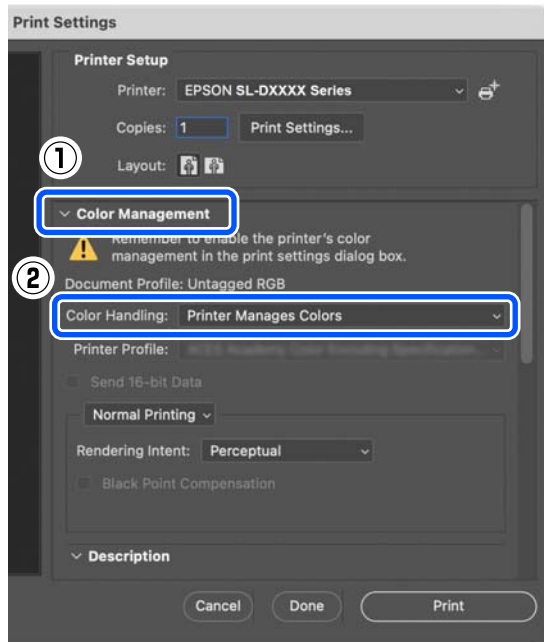 Print Settings
Printer Setup
Printer: EPSON SL-DXXXX Series
Copies: 1 Print Settings...
①
Layout:
Color Management
Remember to enable the printer's color
management in the print settings dialog box.
②
Document Profile: Untagged RGB
Color Handling: Printer Manages Colors
Printer Profile:
Send 16-bit Data
Normal Printing
Rendering Intent: Perceptual
Black Point Compensation
Description
Cancel Done Print